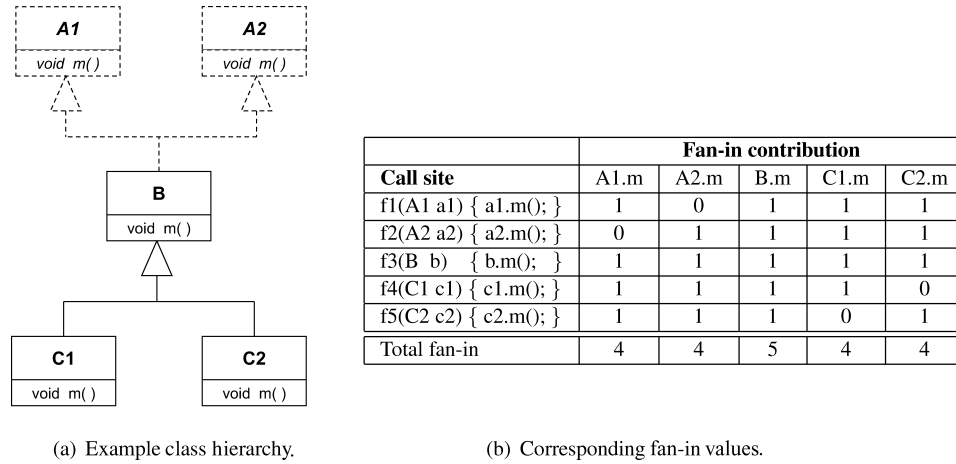 A1
void m( )
A2
void m( )
B
void m( )
C1
void m( )
C2
void m( )
(a) Example class hierarchy.
Fan-in contribution
Call site A1.m A2.m B.m C1.m C2.m
f1(A1 a1) { a1.m(); } 1 0 1 1 1
f2(A2 a2) { a2.m(); } 0 1 1 1 1
f3(B b) { b.m(); } 1 1 1 1 1
f4(C1 c1) { c1.m(); } 1 1 1 1 0
f5(C2 c2) { c2.m(); } 1 1 1 0 1
Total fan-in 4 4 5 4 4
(b) Corresponding fan-in values.